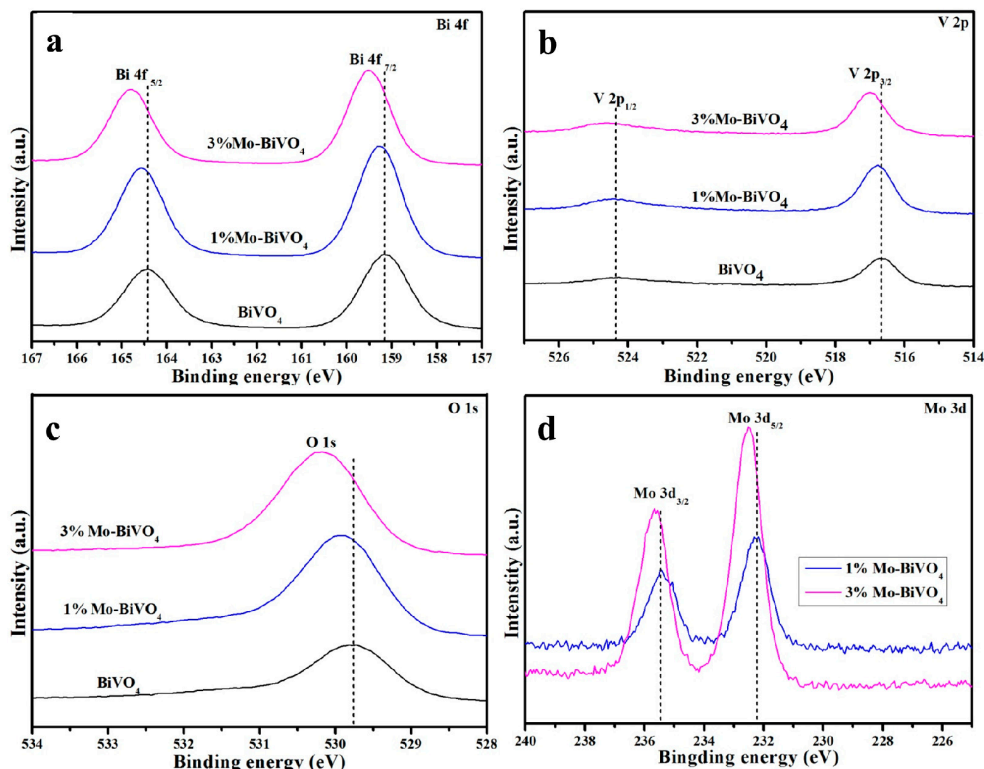 a
Bi 4f
Bi 4f5/2
Bi 4f7/2
3%Mo-BiVO4
1%Mo-BiVO4
BiVO4
Intensity (a.u.)
167 166 165 164 163 162 161 160 159 158 157
Binding energy (eV)
b
V 2p
V 2p1/2
V 2p3/2
3%Mo-BiVO4
1%Mo-BiVO4
BiVO4
Intensity (a.u.)
526 524 522 520 518 516 514
Binding energy (eV)
c
O 1s
O 1s
3% Mo-BiVO4
1% Mo-BiVO4
BiVO4
Intensity (a.u.)
534 533 532 531 530 529 528
Binding energy (eV)
d
Mo 3d
Mo 3d5/2
Mo 3d3/2
1% Mo-BiVO4
3% Mo-BiVO4
Intenstity (a.u.)
240 238 236 234 232 230 228 226
Bingding energy (eV)